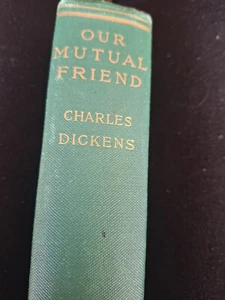 OUR
MUTUAL
FRIEND
CHARLES
DICKENS